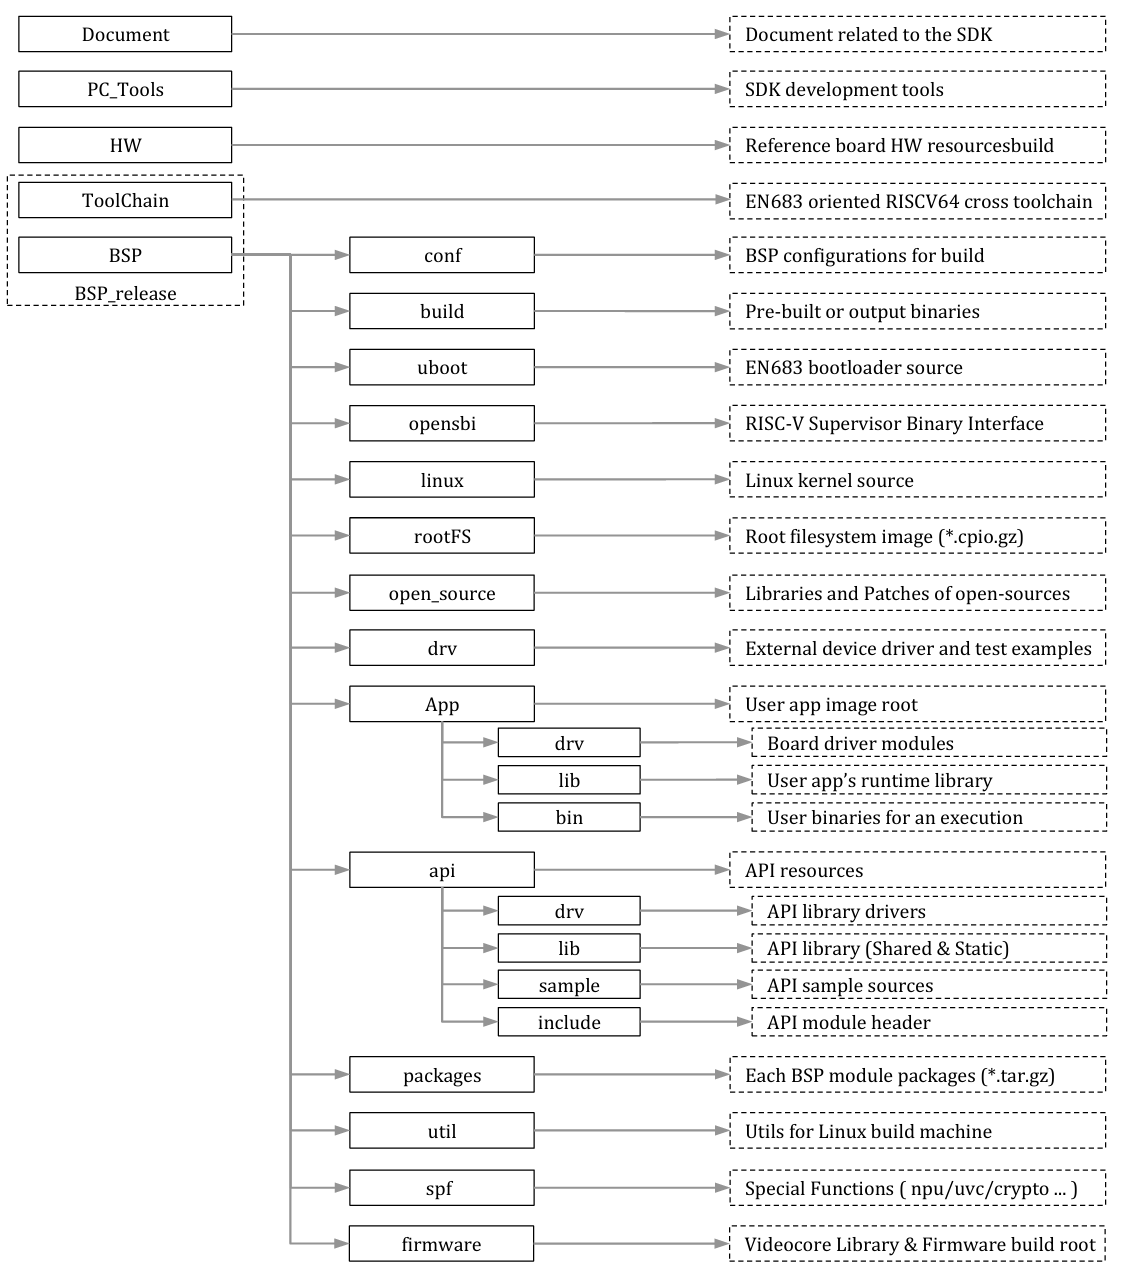 Document
Document related to the SDK
PC_Tools
SDK development tools
HW
Reference board HW resourcesbuild
ToolChain
EN683 oriented RISCV64 cross toolchain
BSP
conf
BSP configurations for build
BSP_release
build
Pre-built or output binaries
uboot
EN683 bootloader source
opensbi
RISC-V Supervisor Binary Interface
linux
Linux kernel source
rootFS
Root filesystem image (*.cpio.gz)
open_source
Libraries and Patches of open-sources
drv
External device driver and test examples
App
User app image root
drv
Board driver modules
lib
User app’s runtime library
bin
User binaries for an execution
api
API resources
drv
API library drivers
lib
API library (Shared & Static)
sample
API sample sources
include
API module header
packages
Each BSP module packages (*.tar.gz)
util
Utils for Linux build machine
spf
Special Functions ( npu/uvc/crypto ... )
firmware
Videocore Library & Firmware build root